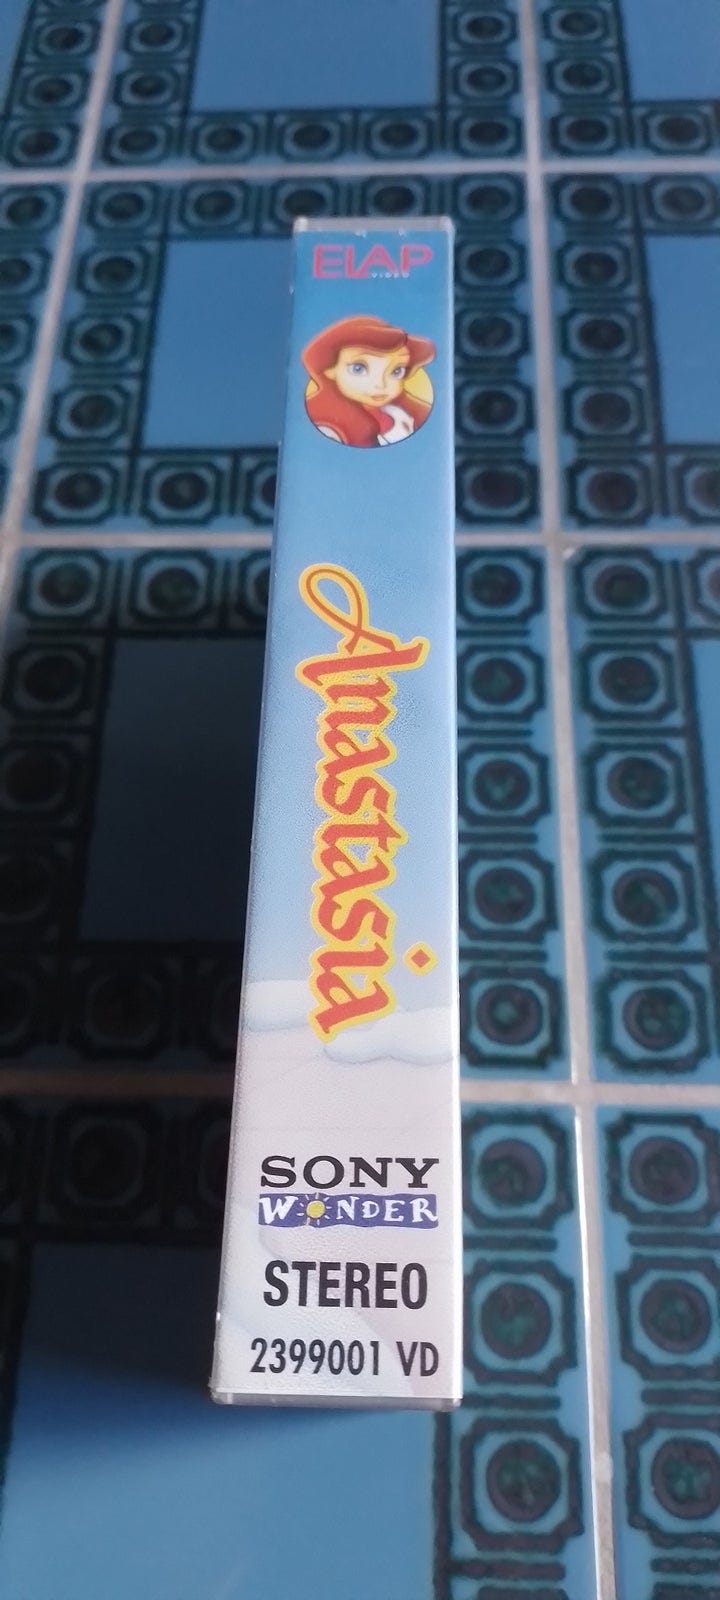 ELAP
VIDEO
Anastasia
SONY
WONDER
STEREO
2399001 VD